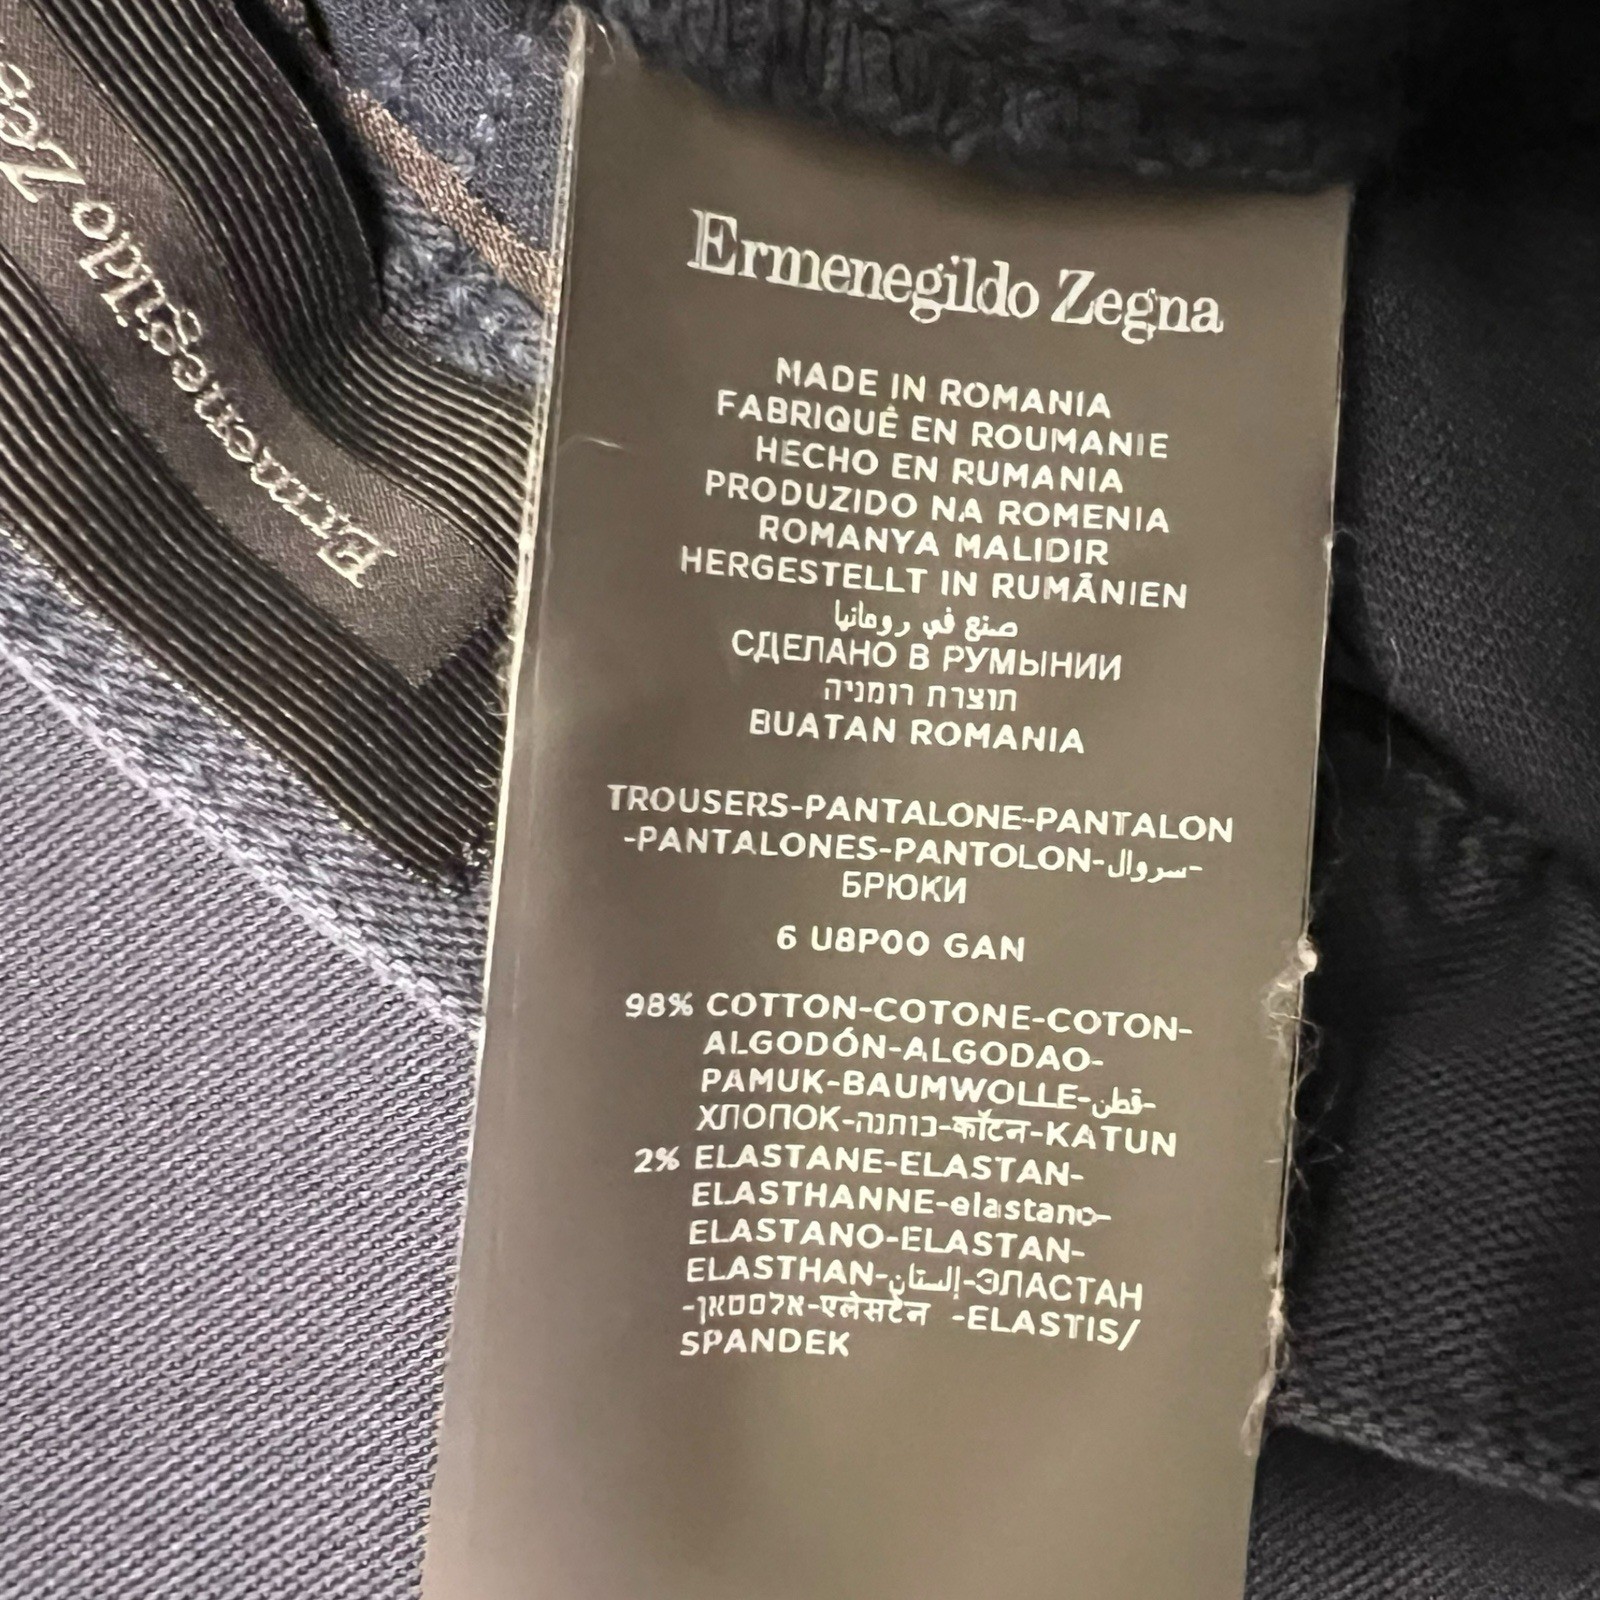 Ermenegildo Zegna
Ermenegildo Zegna
MADE IN ROMANIA
FABRIQUÉ EN ROUMANIE
HECHO EN RUMANIA
PRODUZIDO NA ROMENIA
ROMANYA MALIDIR
HERGESTELLT IN RUMÄNIEN
صنع في رومانيا
СДЕЛАНО В РУМЫНИИ
תוצרת רומניה
BUATAN ROMANIA
TROUSERS-PANTALONE-PANTALON
-PANTALONES-PANTOLON-سروال-
БРЮКИ
6 U8P00 GAN
98% COTTON-COTONE-COTON-
ALGODÓN-ALGODAO-
PAMUK-BAUMWOLLE-قطن-
ХЛОПОК-כותנה-कॉटन-KATUN
2% ELASTANE-ELASTAN-
ELASTHANNE-elastano-
ELASTANO-ELASTAN-
ELASTHAN-إلستان-ЭЛАСТАН
-אלסטאן-एलेसटेन -ELASTIS/
SPANDEK